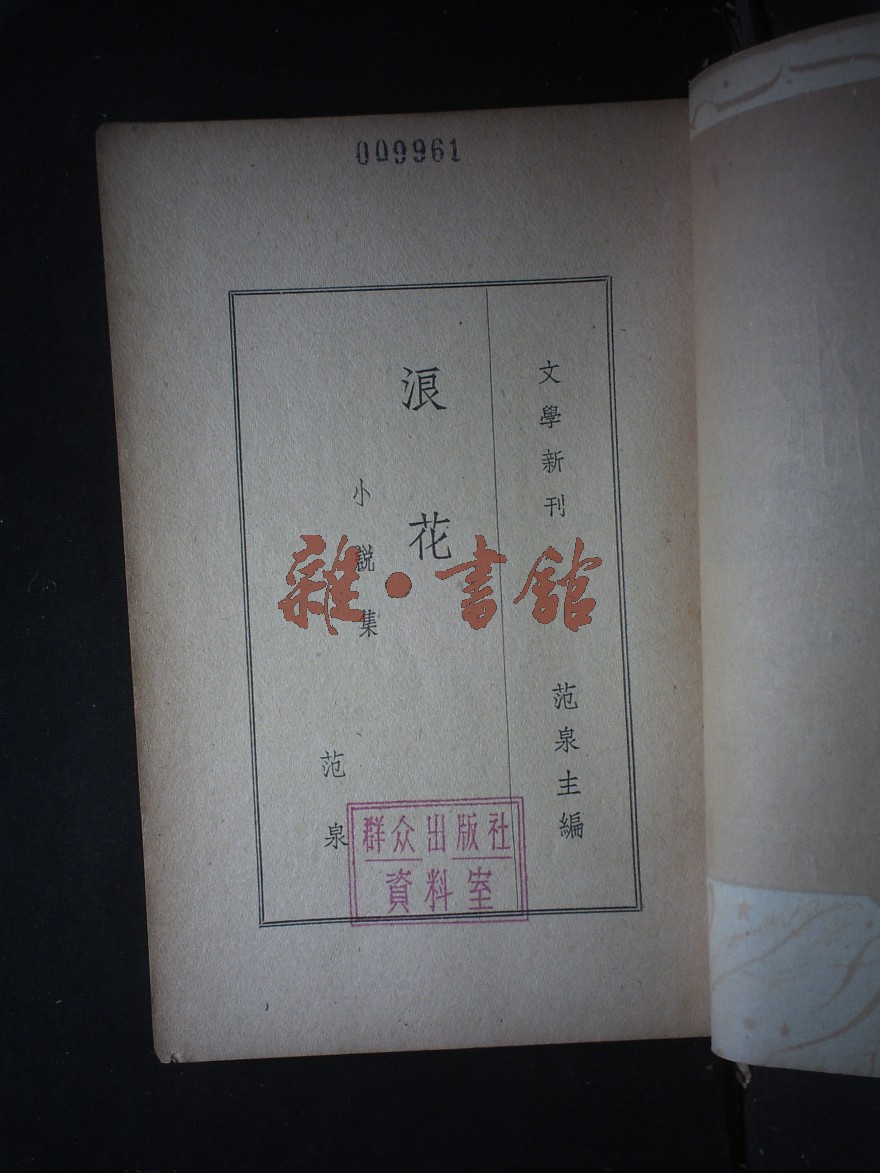 009961
文學新刊
范泉主編
浪花
小說集
范泉
雜·書館
群众出版社
資料室